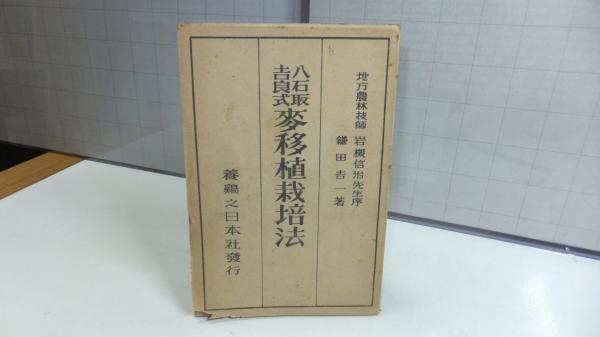 地方農林技師 岩槻信治先生序
鎌田吉一著
八石取
吉良式
麥移植栽培法
養鷄之日本社發行